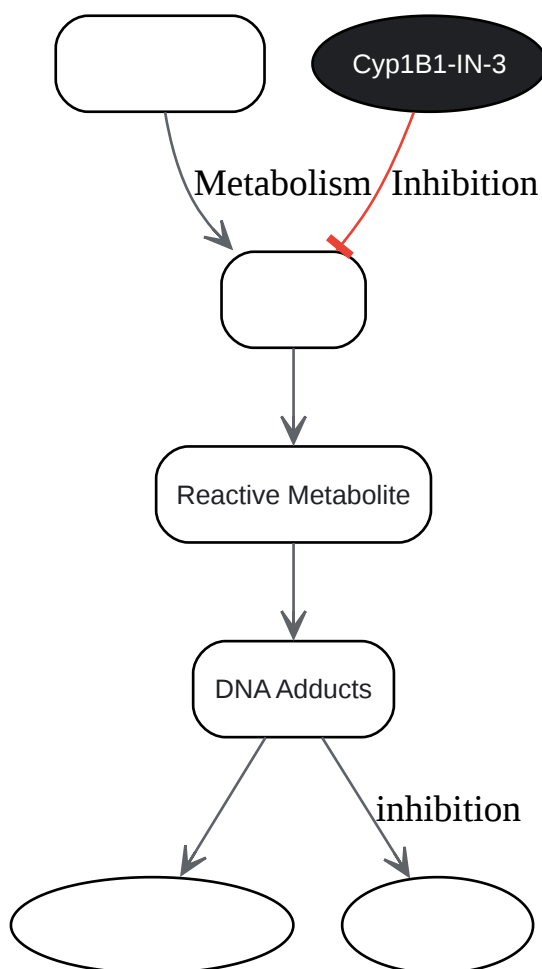 Cyp1B1-IN-3
Metabolism
Inhibition
Reactive Metabolite
DNA Adducts
inhibition